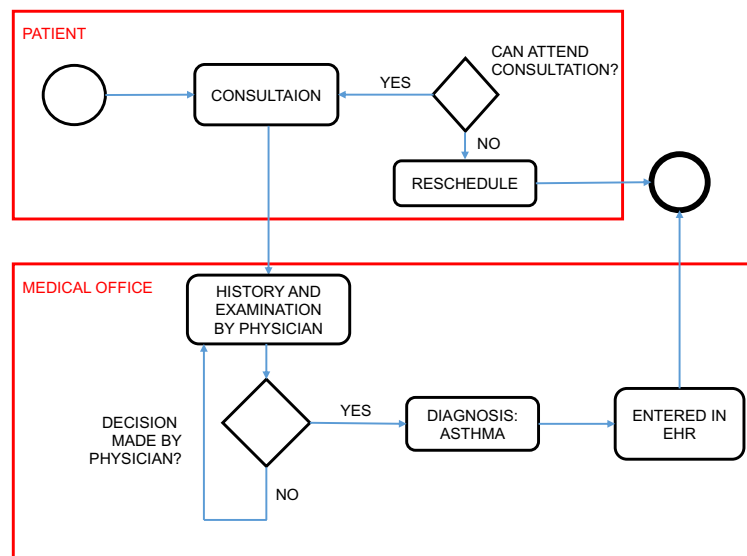 PATIENT
CAN ATTEND
CONSULTATION?
CONSULTAION
YES
NO
RESCHEDULE
MEDICAL OFFICE
HISTORY AND
EXAMINATION
BY PHYSICIAN
DECISION
MADE BY
PHYSICIAN?
YES
NO
DIAGNOSIS:
ASTHMA
ENTERED IN
EHR